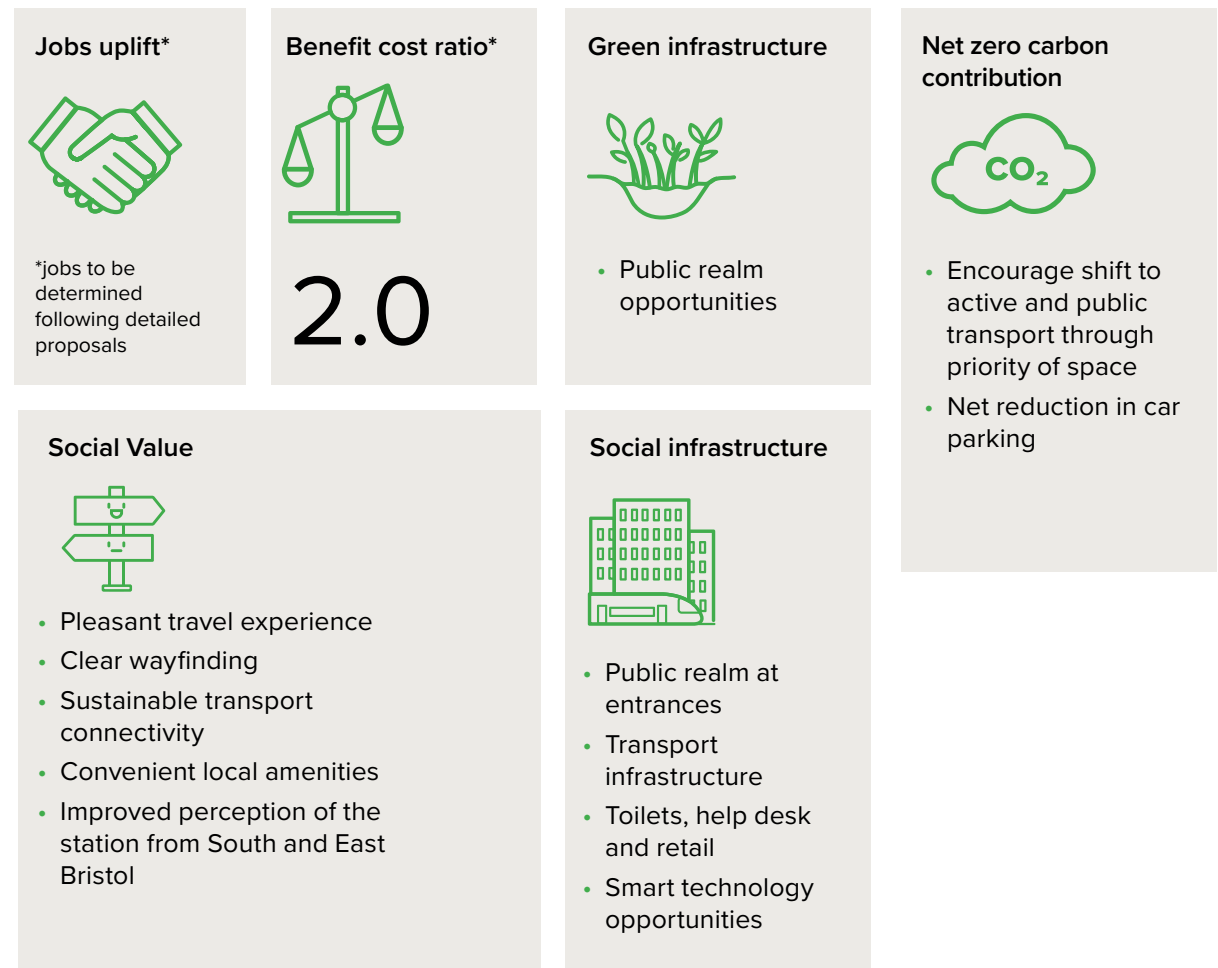 Jobs uplift*
*jobs to be
determined
following detailed
proposals
Benefit cost ratio*
2.0
Green infrastructure
• Public realm
opportunities
Net zero carbon
contribution
CO₂
• Encourage shift to
active and public
transport through
priority of space
• Net reduction in car
parking
Social Value
• Pleasant travel experience
• Clear wayfinding
• Sustainable transport
connectivity
• Convenient local amenities
• Improved perception of the
station from South and East
Bristol
Social infrastructure
• Public realm at
entrances
• Transport
infrastructure
• Toilets, help desk
and retail
• Smart technology
opportunities